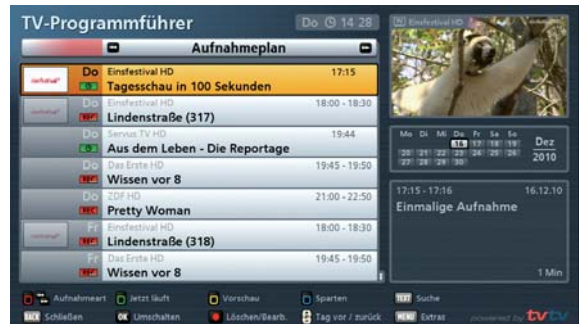 TV-Programmführer
Do 14 28
Aufnahmeplan
Do Einsfestival HD 17:15
Tagesschau in 100 Sekunden
Do Einsfestival HD 18:00 - 18:30
REC Lindenstraße (317)
Do Servus TV HD 19:44
Aus dem Leben - Die Reportage
Do Das Erste HD 19:45 - 19:50
REC Wissen vor 8
Do ZDF HD 21:00 - 22:50
REC Pretty Woman
Fr Einsfestival HD 18:00 - 18:30
REC Lindenstraße (318)
Fr Das Erste HD 19:45 - 19:50
REC Wissen vor 8
TV Einsfestival HD
Mo Di Mi Do Fr Sa So
16 17 18 19
20 21 22 23 24 25 26
27 28 29 30
Dez
2010
17:15 - 17:16 16.12.10
Einmalige Aufnahme
1 Min
Aufnahmeart Jetzt läuft Vorschau Sparten TEXT Suche
BACK Schließen OK Umschalten Löschen/Bearb. Tag vor / zurück MENU Extras
powered by tvtv